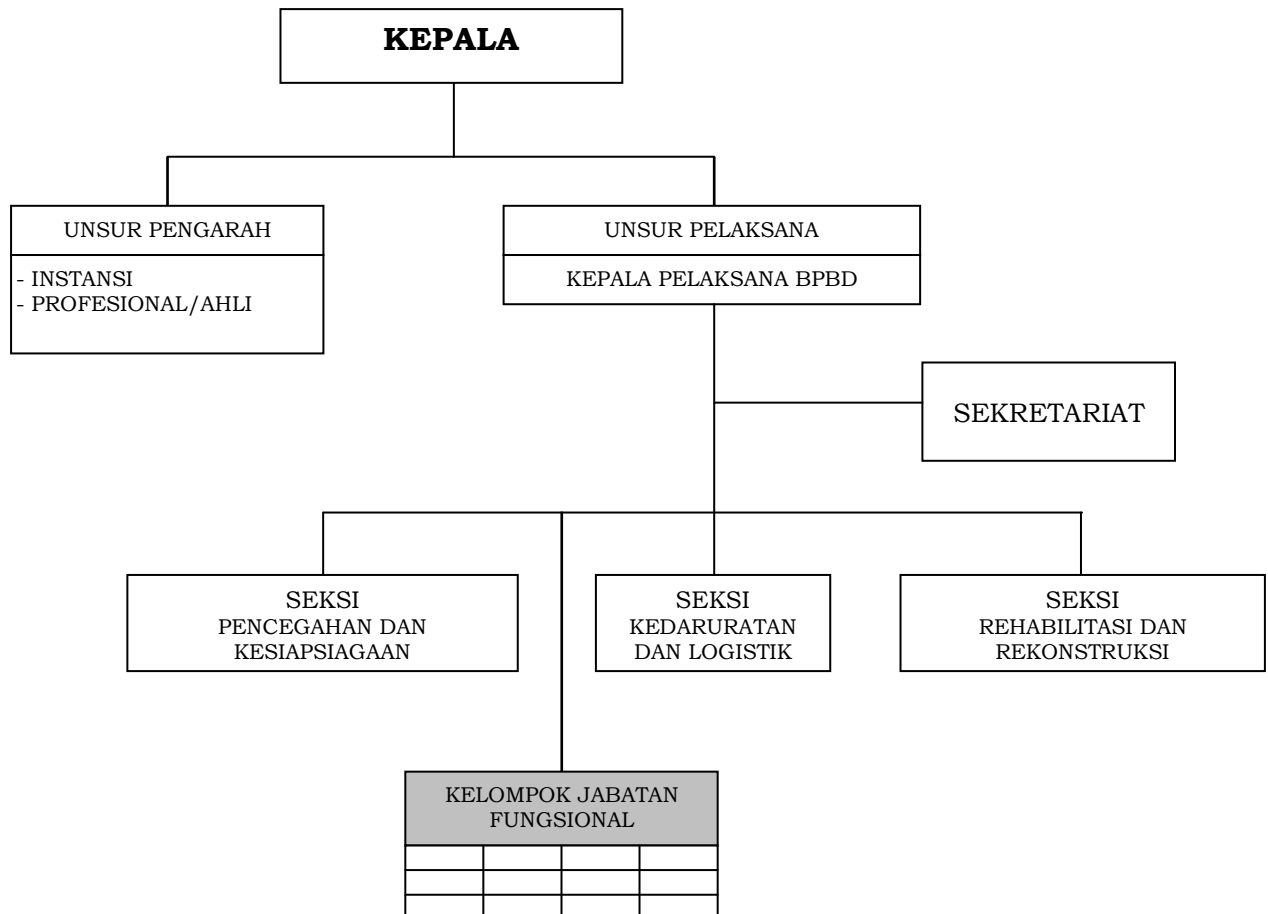 KEPALA
UNSUR PENGARAH
- INSTANSI
- PROFESIONAL/AHLI
UNSUR PELAKSANA
KEPALA PELAKSANA BPBD
SEKRETARIAT
SEKSI
PENCEGAHAN DAN
KESIAPSIAGAAN
SEKSI
KEDARURATAN
DAN LOGISTIK
SEKSI
REHABILITASI DAN
REKONSTRUKSI
KELOMPOK JABATAN
FUNGSIONAL